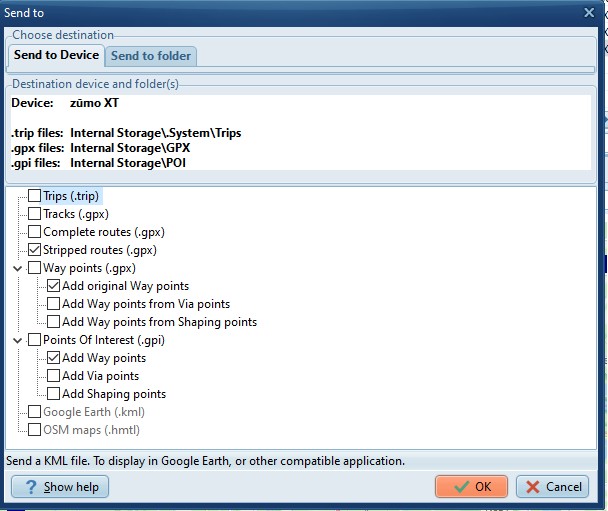 Send to
Choose destination
Send to Device
Send to folder
Destination device and folder(s)
Device: zūmo XT
.trip files: Internal Storage\.System\Trips
.gpx files: Internal Storage\GPX
.gpi files: Internal Storage\POI
Trips (.trip)
Tracks (.gpx)
Complete routes (.gpx)
Stripped routes (.gpx)
Way points (.gpx)
Add original Way points
Add Way points from Via points
Add Way points from Shaping points
Points Of Interest (.gpi)
Add Way points
Add Via points
Add Shaping points
Google Earth (.kml)
OSM maps (.hmtl)
Send a KML file. To display in Google Earth, or other compatible application.
Show help
OK
Cancel